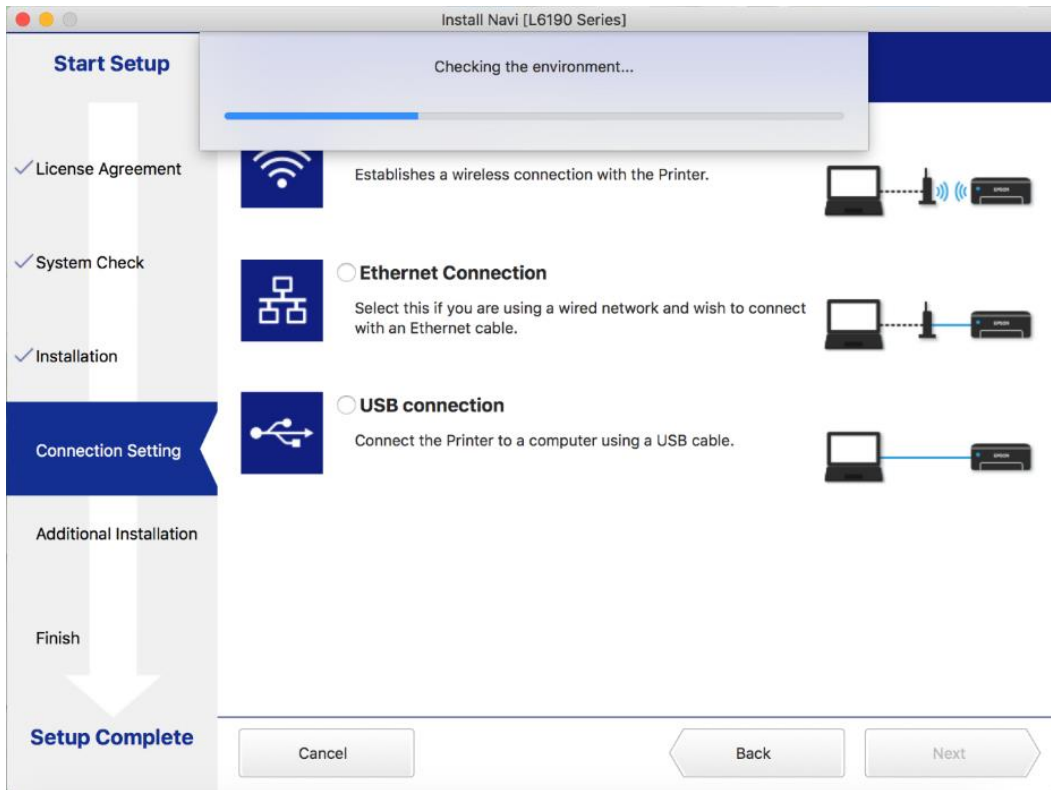 Install Navi [L6190 Series]
Start Setup
Checking the environment...
License Agreement
Establishes a wireless connection with the Printer.
System Check
Ethernet Connection
Select this if you are using a wired network and wish to connect
with an Ethernet cable.
Installation
USB connection
Connect the Printer to a computer using a USB cable.
Connection Setting
Additional Installation
Finish
Setup Complete
Cancel
Back
Next